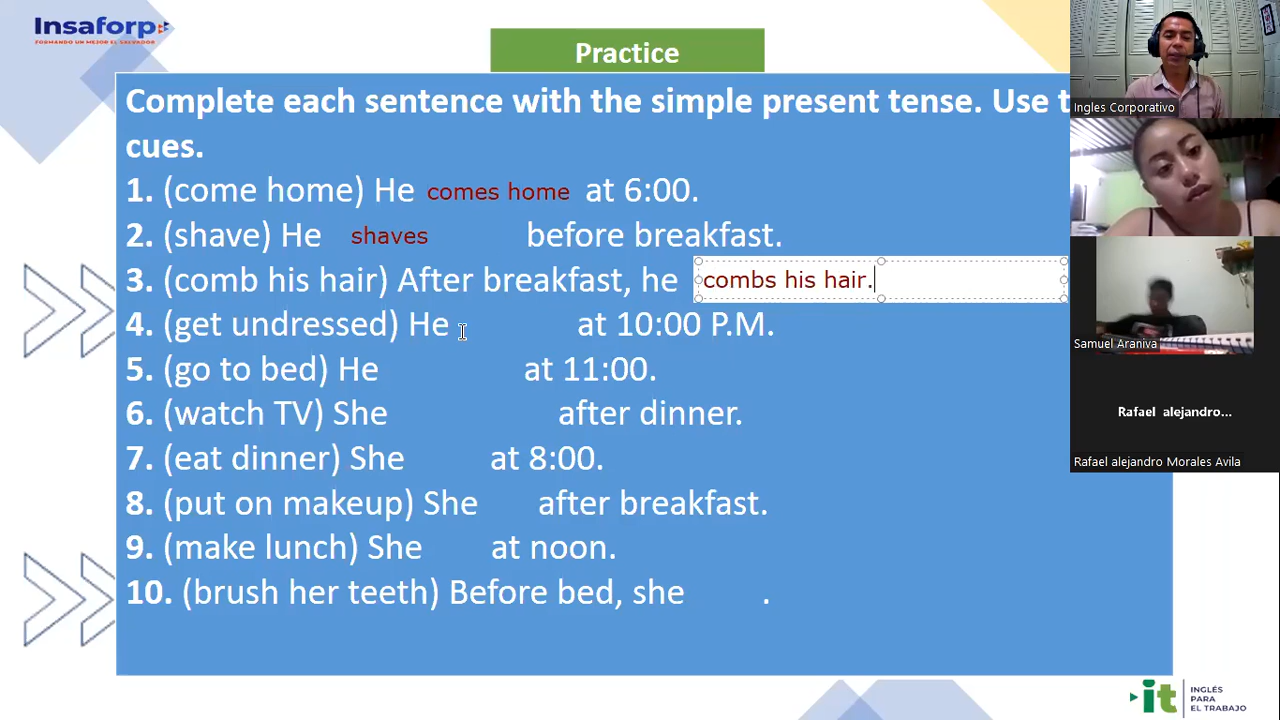 Insaforp
FORMANDO UN MEJOR EL SALVADOR
Practice
Complete each sentence with the simple present tense. Use t
cues.
1. (come home) He comes home at 6:00.
2. (shave) He shaves before breakfast.
3. (comb his hair) After breakfast, he combs his hair.
4. (get undressed) He at 10:00 P.M.
5. (go to bed) He at 11:00.
6. (watch TV) She after dinner.
7. (eat dinner) She at 8:00.
8. (put on makeup) She after breakfast.
9. (make lunch) She at noon.
10. (brush her teeth) Before bed, she .
Ingles Corporativo
Samuel Araniva
Rafael alejandro...
Rafael alejandro Morales Avila
it
INGLÉS
PARA
EL TRABAJO